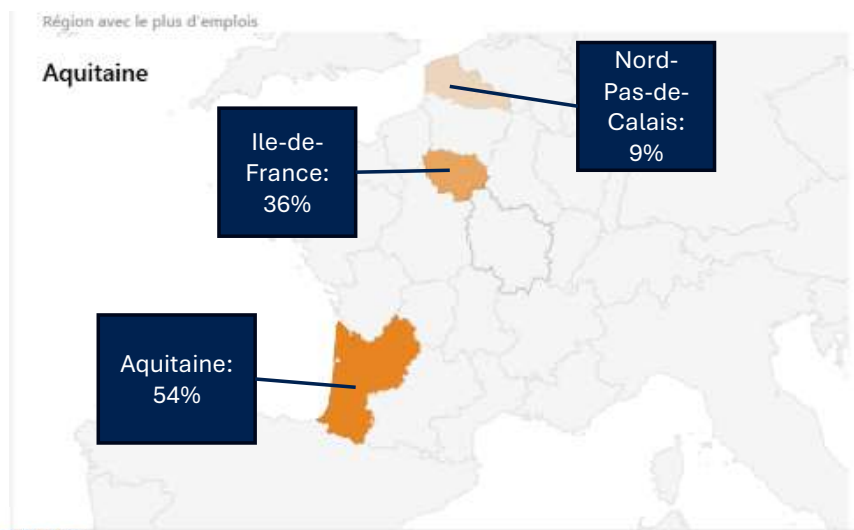 Région avec le plus d'emplois
Aquitaine
Nord-
Pas-de-
Calais:
9%
Ile-de-
France:
36%
Aquitaine:
54%